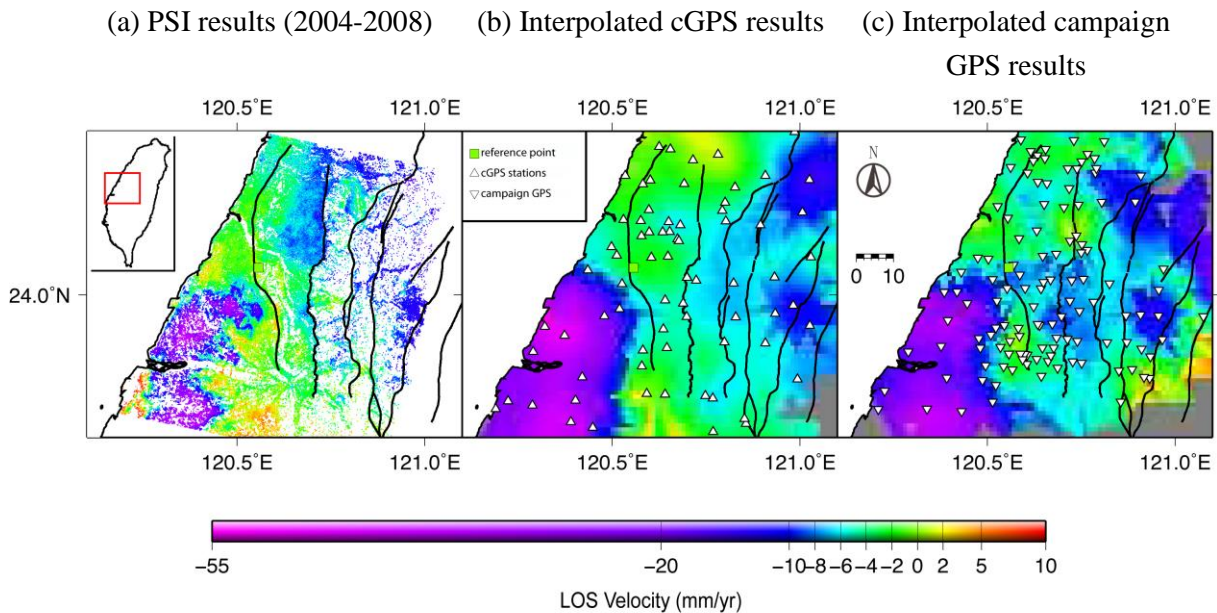 (a) PSI results (2004-2008) (b) Interpolated cGPS results (c) Interpolated campaign
GPS results
120.5˚ 121.0˚ 120.5˚ 121.0˚ 120.5˚ 121.0˚
reference point
cGPS stations
campaign GPS
N
0 10
24.0˚N
120.5˚ 121.0˚ 120.5˚ 121.0˚ 120.5˚ 121.0˚
−55 −20 −10 −8 −6 −4 −2 0 2 5 10
LOS Velocity (mm/yr)